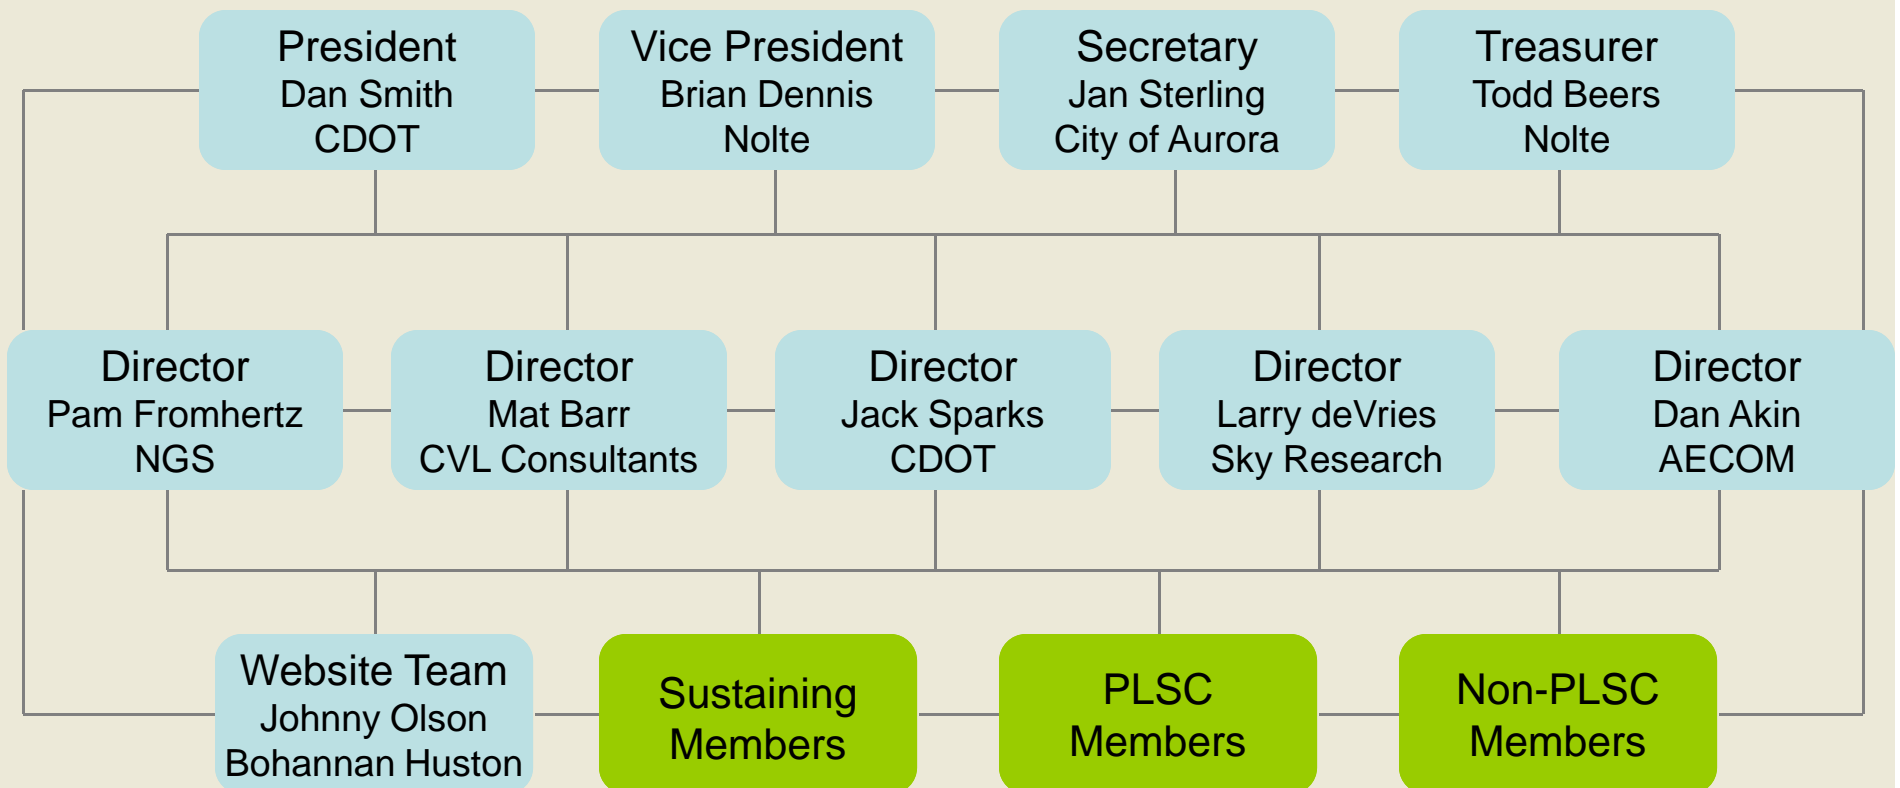 President
Dan Smith
CDOT
Vice President
Brian Dennis
Nolte
Secretary
Jan Sterling
City of Aurora
Treasurer
Todd Beers
Nolte
Director
Pam Fromhertz
NGS
Director
Mat Barr
CVL Consultants
Director
Jack Sparks
CDOT
Director
Larry deVries
Sky Research
Director
Dan Akin
AECOM
Website Team
Johnny Olson
Bohannan Huston
Sustaining
Members
PLSC
Members
Non-PLSC
Members